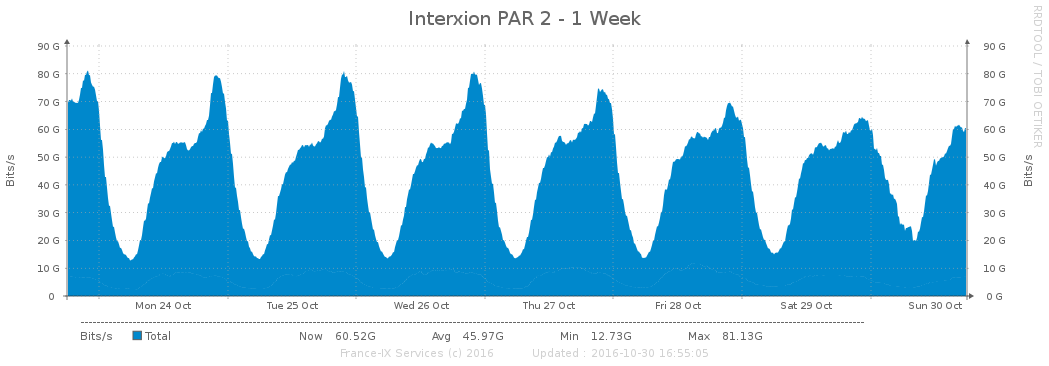 Interxion PAR 2 - 1 Week
RRDTOOL / TOBI OETIKER
90 G 90 G
80 G 80 G
70 G 70 G
60 G 60 G
50 G 50 G
40 G 40 G
30 G 30 G
20 G 20 G
10 G 10 G
0 0 G
Bits/s Bits/s
Mon 24 Oct Tue 25 Oct Wed 26 Oct Thu 27 Oct Fri 28 Oct Sat 29 Oct Sun 30 Oct
Bits/s Total Now 60.52G Avg 45.97G Min 12.73G Max 81.13G
France-IX Services (c) 2016 Updated : 2016-10-30 16:55:05